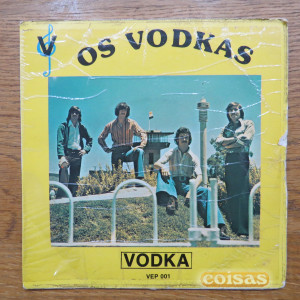 V OS VODKAS
VODKA
VEP 001
coisas